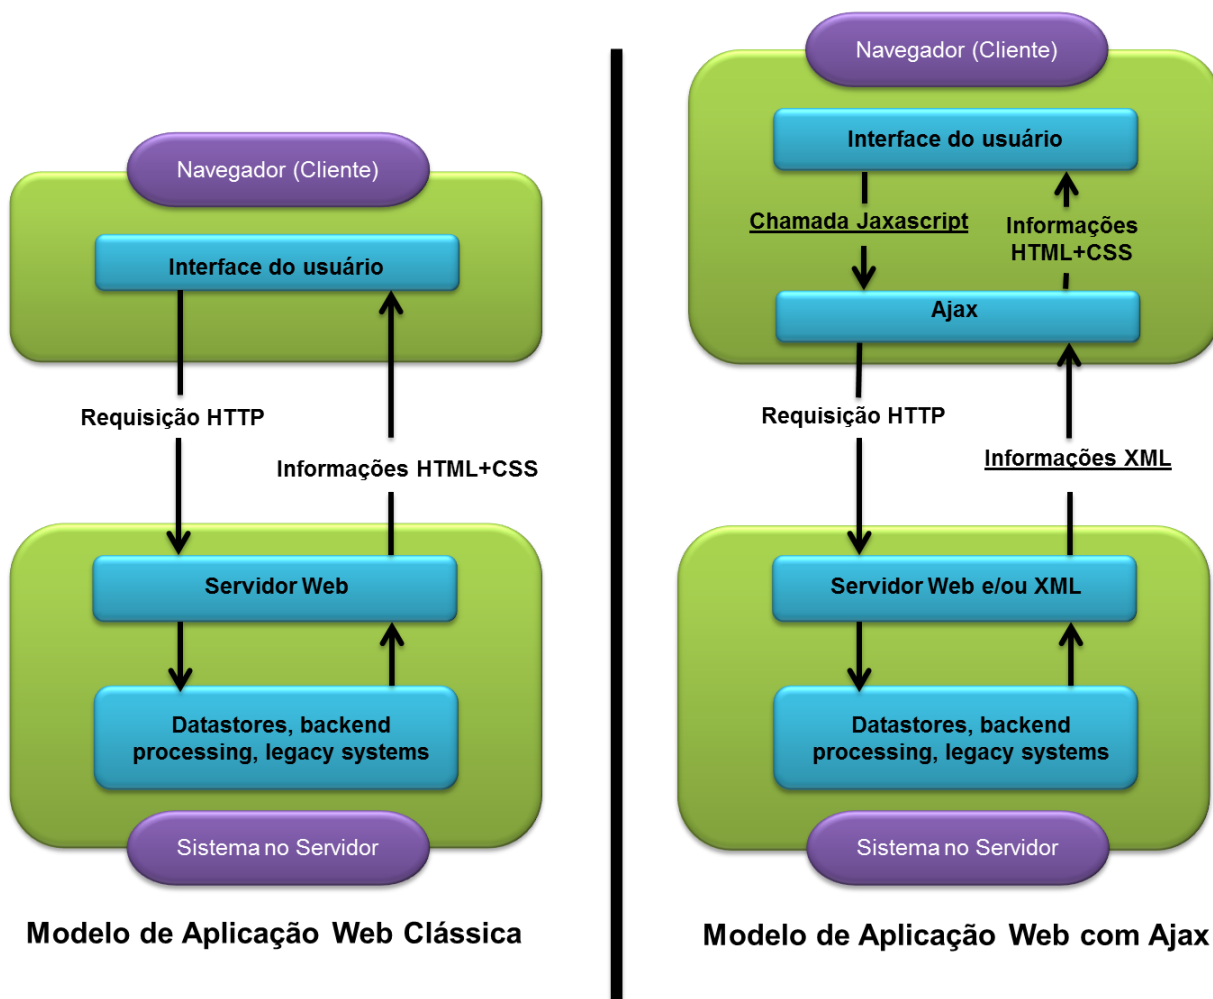 Navegador (Cliente)
Interface do usuário
Requisição HTTP
Informações HTML+CSS
Servidor Web
Datastores, backend
processing, legacy systems
Sistema no Servidor
Modelo de Aplicação Web Clássica
Navegador (Cliente)
Interface do usuário
Chamada Jaxascript
Informações
HTML+CSS
Ajax
Requisição HTTP
Informações XML
Servidor Web e/ou XML
Datastores, backend
processing, legacy systems
Sistema no Servidor
Modelo de Aplicação Web com Ajax